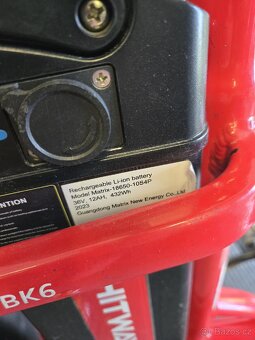 Rechargeable Li-ion battery
Model Matrix-18650-10S4P
36V, 12AH, 432Wh
2023
Guangdong Matrix New Energy Co.,Ltd
BK6
HITWA